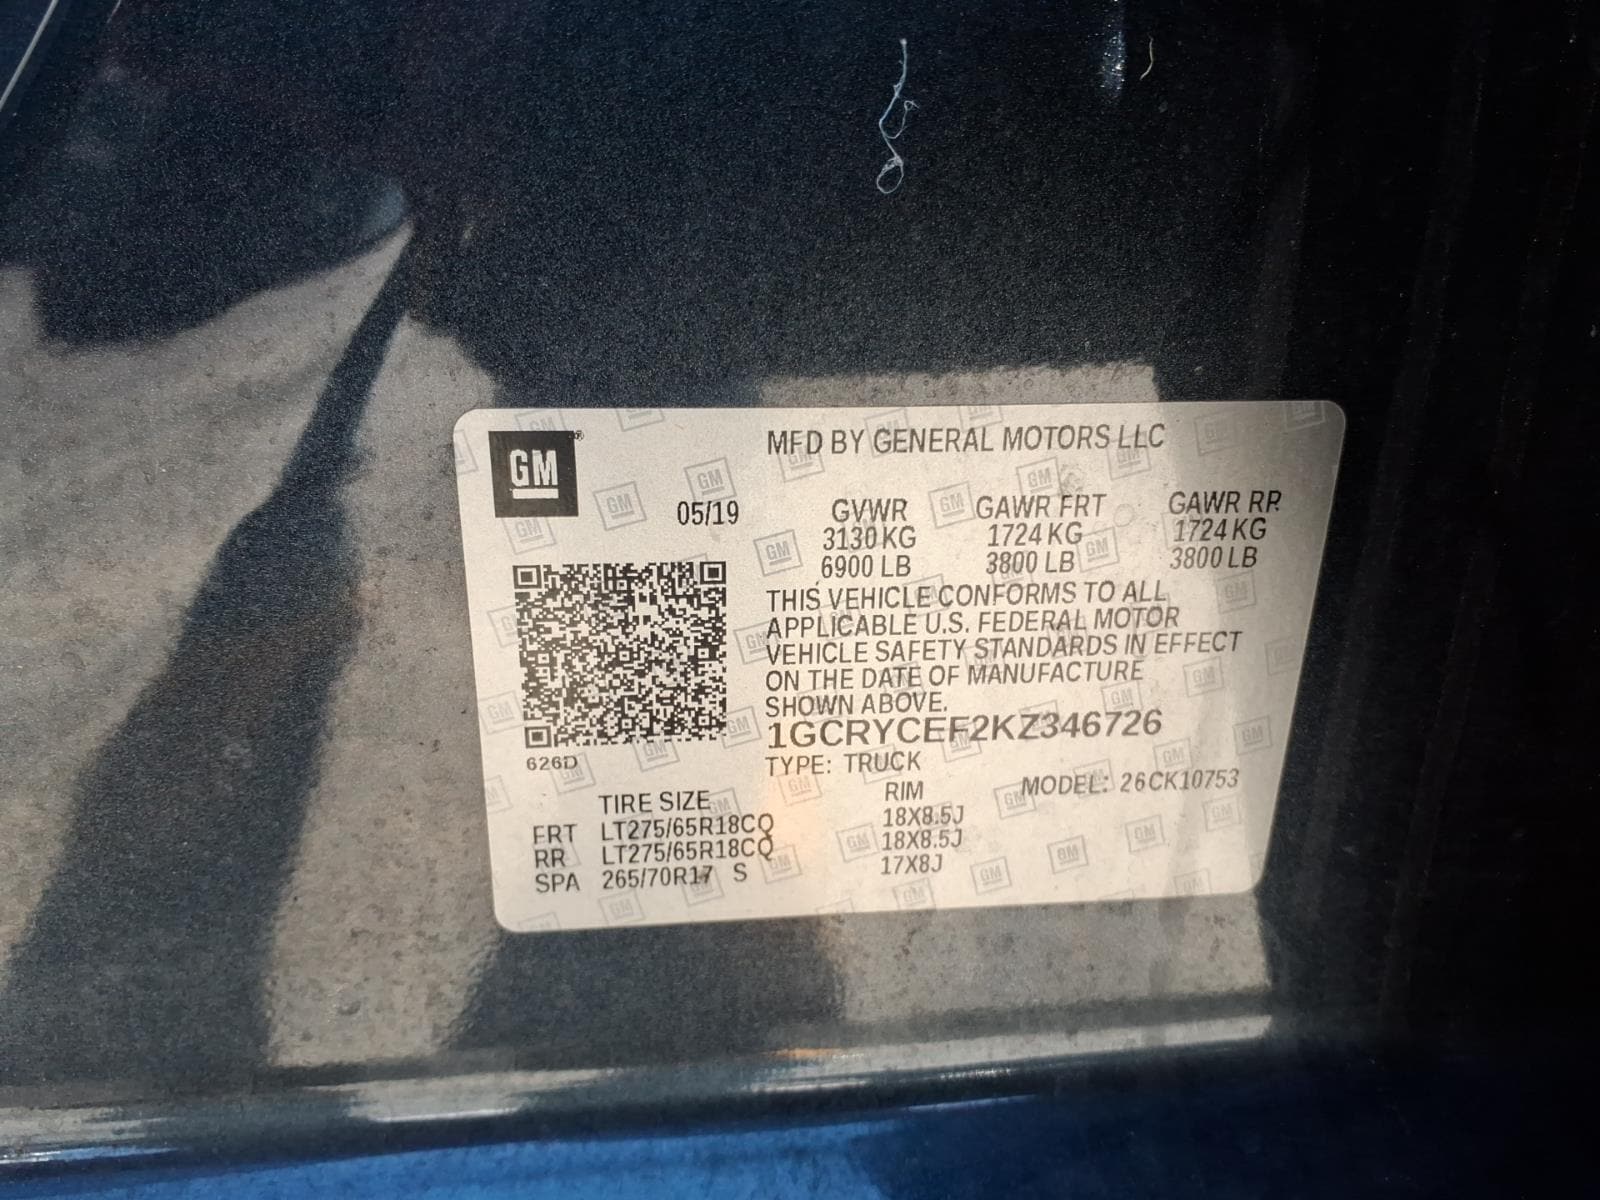 GM
MFD BY GENERAL MOTORS LLC
05/19
GVWR GAWR FRT GAWR RR
3130 KG 1724 KG 1724 KG
6900 LB 3800 LB 3800 LB
THIS VEHICLE CONFORMS TO ALL
APPLICABLE U.S. FEDERAL MOTOR
VEHICLE SAFETY STANDARDS IN EFFECT
ON THE DATE OF MANUFACTURE
SHOWN ABOVE.
1GCRYCEF2KZ346726
626D
TYPE: TRUCK
MODEL: 26CK10753
TIRE SIZE RIM
FRT LT275/65R18CQ 18X8.5J
RR LT275/65R18CQ 18X8.5J
SPA 265/70R17 S 17X8J